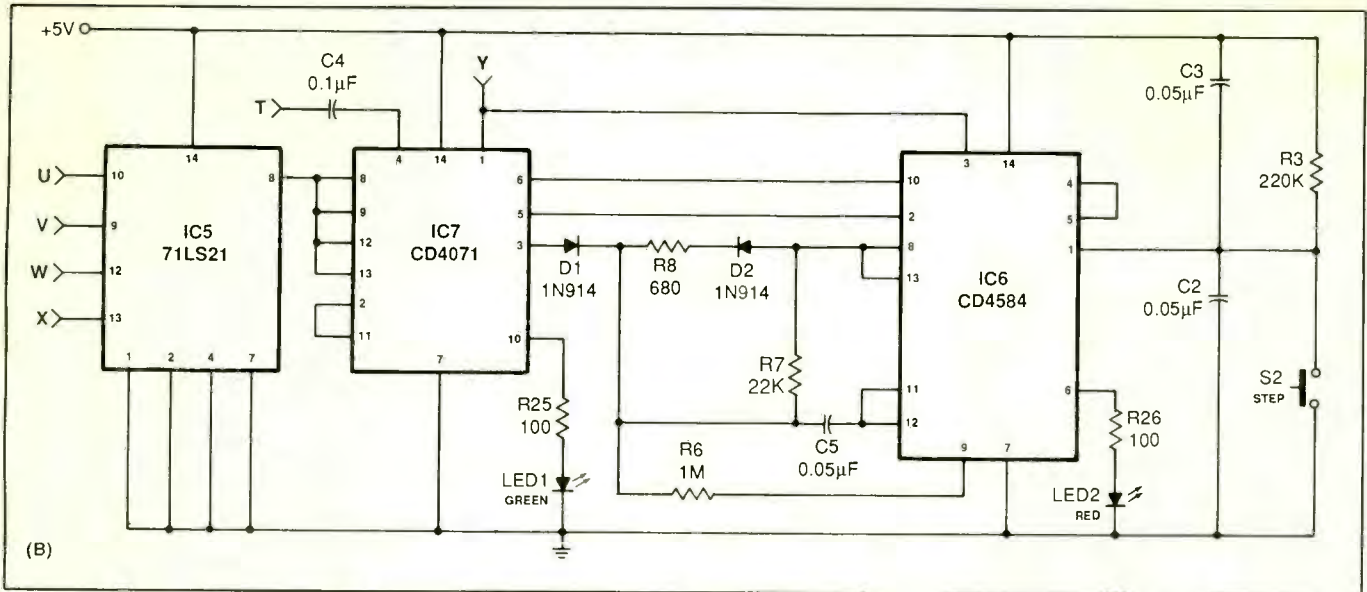 +5V
C4
0.1µF
T
Y
C3
0.05µF
R3
220K
14
4
14
1
3
14
U
10
V
9
W
12
X
13
IC5
71LS21
8
1
2
4
7
8
9
12
13
2
11
IC7
CD4071
6
5
3
10
7
D1
1N914
R8
680
D2
1N914
R7
22K
C5
0.05µF
R6
1M
R25
100
LED1
GREEN
10
2
8
13
11
12
9
7
IC6
CD4584
4
5
1
6
C2
0.05µF
S2
STEP
R26
100
LED2
RED
(B)